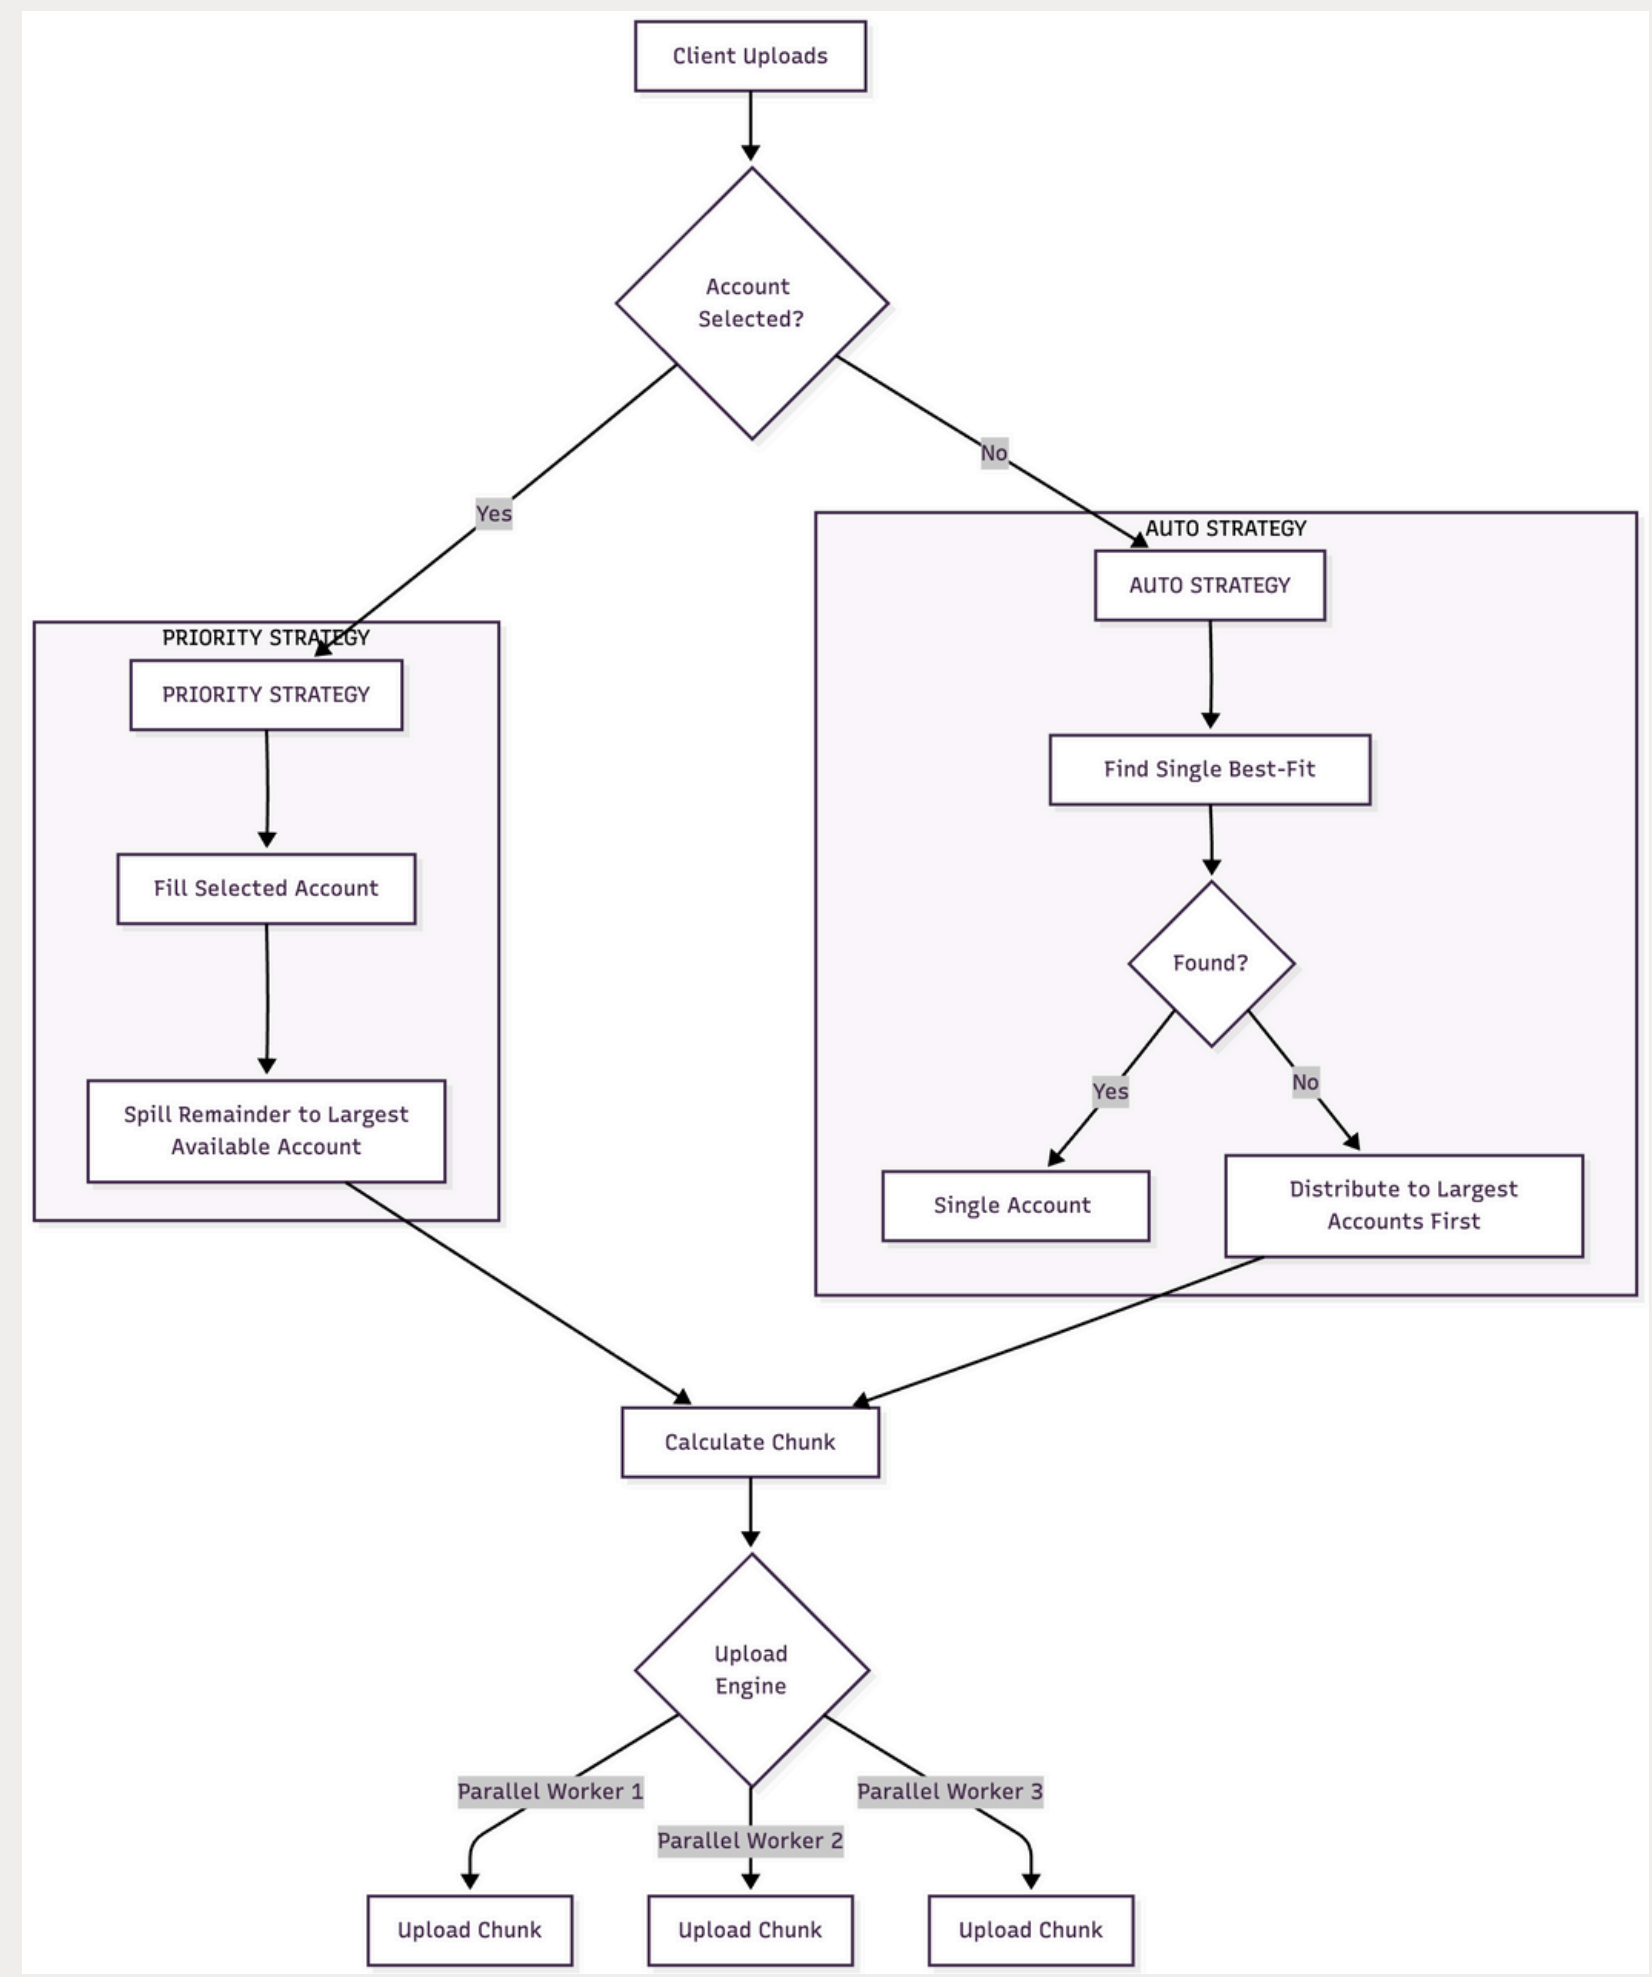 Client Uploads
Account
Selected?
No
Yes
AUTO STRATEGY
AUTO STRATEGY
PRIORITY STRATEGY
PRIORITY STRATEGY
Find Single Best-Fit
Fill Selected Account
Found?
Yes
No
Spill Remainder to Largest
Available Account
Single Account
Distribute to Largest
Accounts First
Calculate Chunk
Upload
Engine
Parallel Worker 1
Parallel Worker 3
Parallel Worker 2
Upload Chunk
Upload Chunk
Upload Chunk